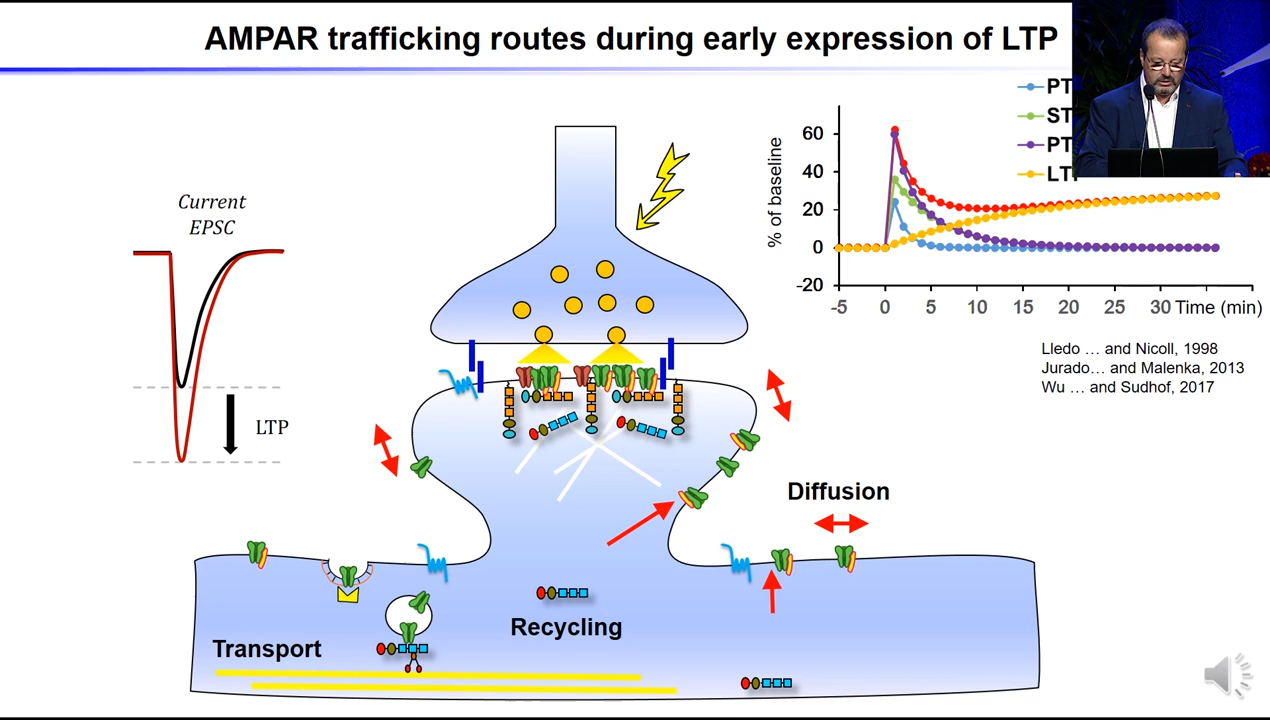 AMPAR trafficking routes during early expression of LTP
Current
EPSC
LTP
% of baseline
60
40
20
0
-20
-5
0
5
10
15
20
25
30
Time (min)
PT
ST
PT
Lledo … and Nicoll, 1998
Jurado… and Malenka, 2013
Wu … and Sudhof, 2017
Diffusion
Recycling
Transport